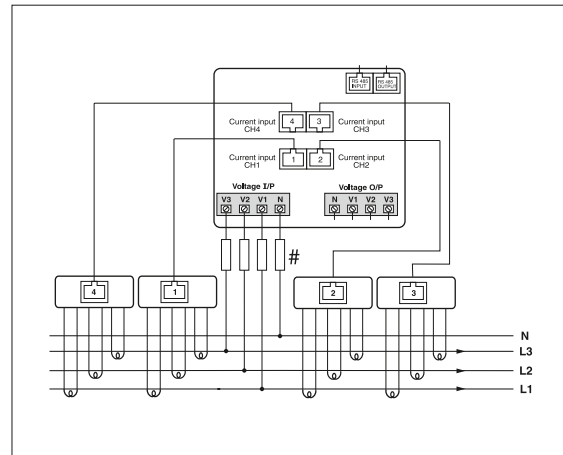 RS 485 INPUT
RS 485 OUTPUT
Current input CH4
4
3
Current input CH3
Current input CH1
1
2
Current input CH2
Voltage I/P
Voltage O/P
V3 V2 V1 N
N V1 V2 V3
#
4
1
2
3
N
L3
L2
L1